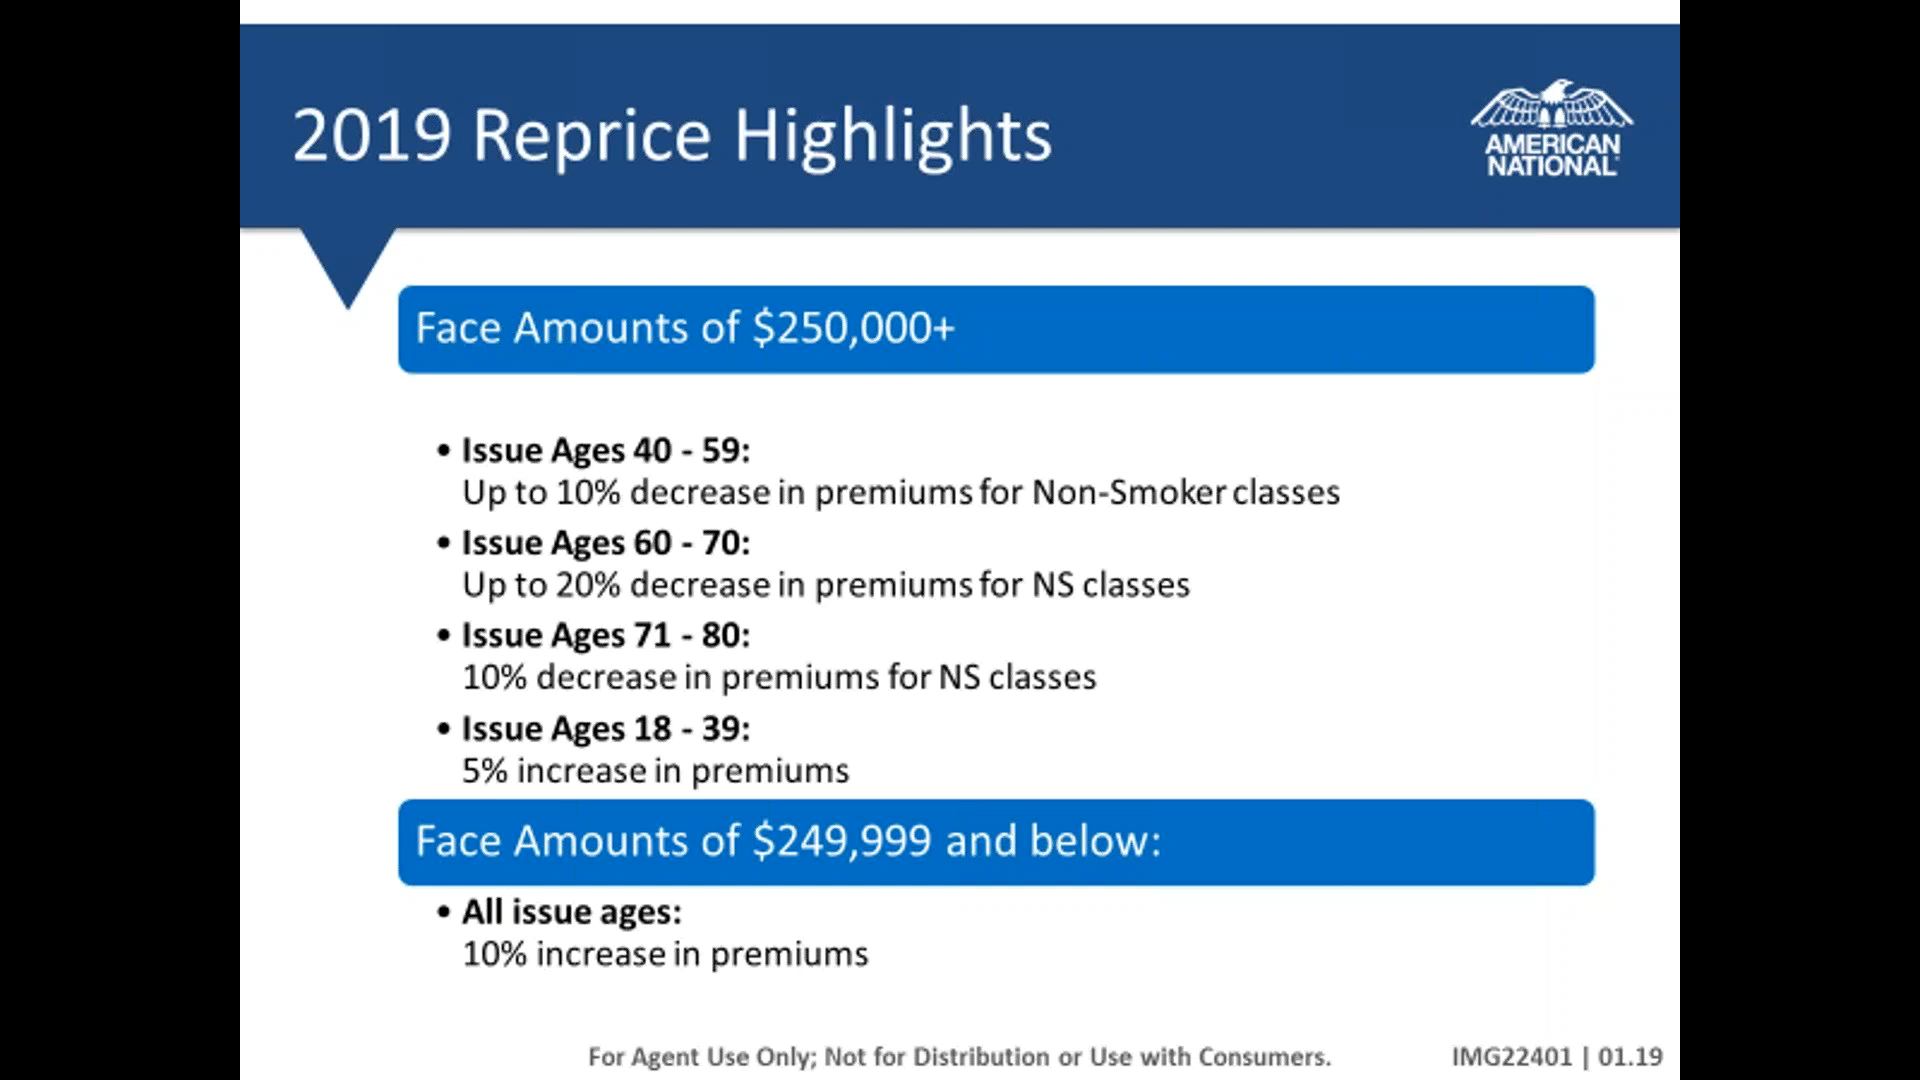 2019 Reprice Highlights
AMERICAN
NATIONAL
Face Amounts of $250,000+
• Issue Ages 40 - 59:
Up to 10% decrease in premiums for Non-Smoker classes
• Issue Ages 60 - 70:
Up to 20% decrease in premiums for NS classes
• Issue Ages 71 - 80:
10% decrease in premiums for NS classes
• Issue Ages 18 - 39:
5% increase in premiums
Face Amounts of $249,999 and below:
• All issue ages:
10% increase in premiums
For Agent Use Only; Not for Distribution or Use with Consumers.
IMG22401 | 01.19